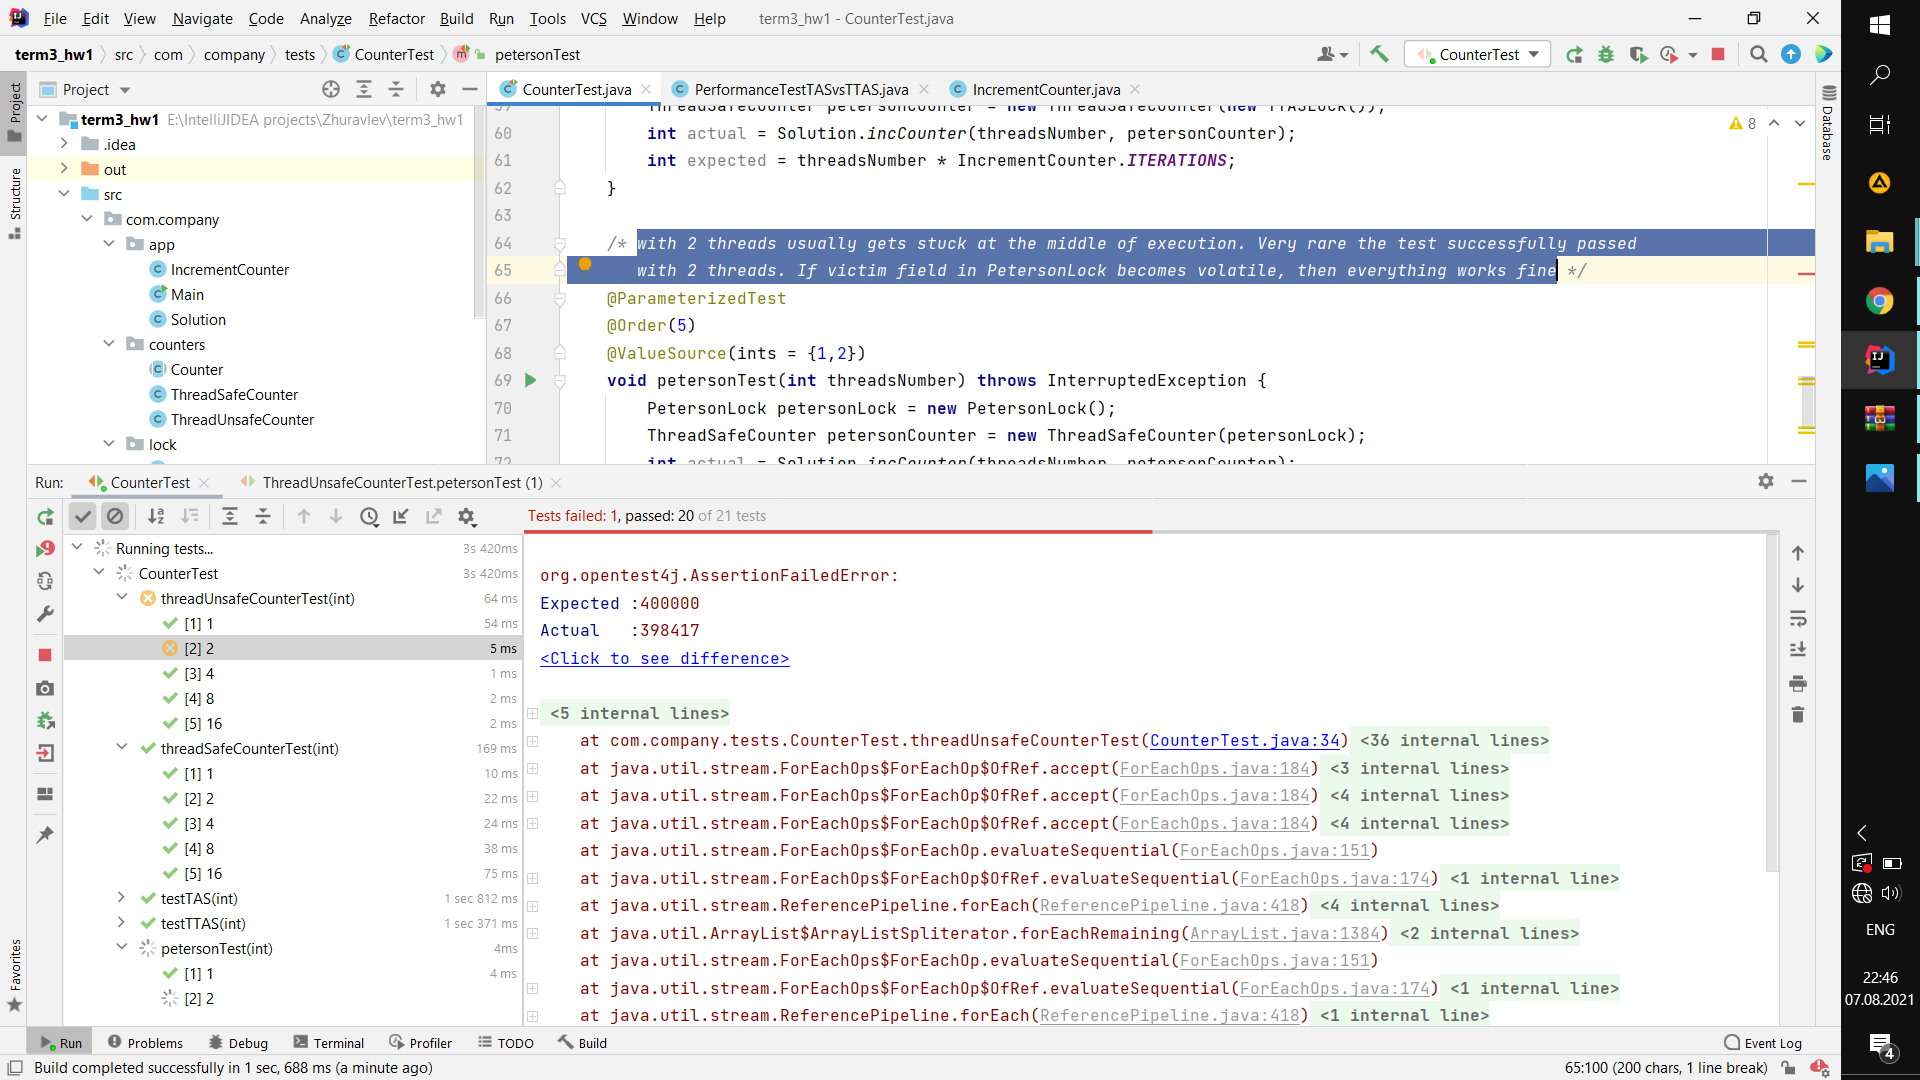 File Edit View Navigate Code Analyze Refactor Build Run Tools VCS Window Help term3_hw1 - CounterTest.java
term3_hw1 src com company tests CounterTest m petersonTest CounterTest
Project
CounterTest.java PerformanceTestTASvsTTAS.java IncrementCounter.java
term3_hw1 E:\IntelliJIDEA projects\Zhuravlev\term3_hw1
.idea
out
src
com.company
app
IncrementCounter
Main
Solution
counters
Counter
ThreadSafeCounter
ThreadUnsafeCounter
lock
Project
Structure
Favorites
Database
8
59 ThreadSafeCounter petersonCounter = new ThreadSafeCounter(new TTASLock());
60 int actual = Solution.incCounter(threadsNumber, petersonCounter);
61 int expected = threadsNumber * IncrementCounter.ITERATIONS;
62 }
63
64 /* with 2 threads usually gets stuck at the middle of execution. Very rare the test successfully passed
65 with 2 threads. If victim field in PetersonLock becomes volatile, then everything works fine */
66 @ParameterizedTest
67 @Order(5)
68 @ValueSource(ints = {1,2})
69 void petersonTest(int threadsNumber) throws InterruptedException {
70 PetersonLock petersonLock = new PetersonLock();
71 ThreadSafeCounter petersonCounter = new ThreadSafeCounter(petersonLock);
72 int actual = Solution.incCounter(threadsNumber, petersonCounter);
Run: CounterTest ThreadUnsafeCounterTest.petersonTest (1)
Tests failed: 1, passed: 20 of 21 tests
Running tests... 3s 420ms
CounterTest 3s 420ms
threadUnsafeCounterTest(int) 64 ms
[1] 1 54 ms
[2] 2 5 ms
[3] 4 1 ms
[4] 8 2 ms
[5] 16 2 ms
threadSafeCounterTest(int) 169 ms
[1] 1 10 ms
[2] 2 22 ms
[3] 4 24 ms
[4] 8 38 ms
[5] 16 75 ms
testTAS(int) 1 sec 812 ms
testTTAS(int) 1 sec 371 ms
petersonTest(int) 4ms
[1] 1 4 ms
[2] 2
org.opentest4j.AssertionFailedError:
Expected :400000
Actual   :398417
<Click to see difference>
<5 internal lines>
at com.company.tests.CounterTest.threadUnsafeCounterTest(CounterTest.java:34) <36 internal lines>
at java.util.stream.ForEachOps$ForEachOp$OfRef.accept(ForEachOps.java:184) <3 internal lines>
at java.util.stream.ForEachOps$ForEachOp$OfRef.accept(ForEachOps.java:184) <4 internal lines>
at java.util.stream.ForEachOps$ForEachOp$OfRef.accept(ForEachOps.java:184) <4 internal lines>
at java.util.stream.ForEachOps$ForEachOp.evaluateSequential(ForEachOps.java:151)
at java.util.stream.ForEachOps$ForEachOp$OfRef.evaluateSequential(ForEachOps.java:174) <1 internal line>
at java.util.stream.ReferencePipeline.forEach(ReferencePipeline.java:418) <4 internal lines>
at java.util.ArrayList$ArrayListSpliterator.forEachRemaining(ArrayList.java:1384) <2 internal lines>
at java.util.stream.ForEachOps$ForEachOp.evaluateSequential(ForEachOps.java:151)
at java.util.stream.ForEachOps$ForEachOp$OfRef.evaluateSequential(ForEachOps.java:174) <1 internal line>
at java.util.stream.ReferencePipeline.forEach(ReferencePipeline.java:418) <1 internal line>
Run Problems Debug Terminal Profiler TODO Build Event Log
Build completed successfully in 1 sec, 688 ms (a minute ago) 65:100 (200 chars, 1 line break)
ENG
22:46
07.08.2021
4